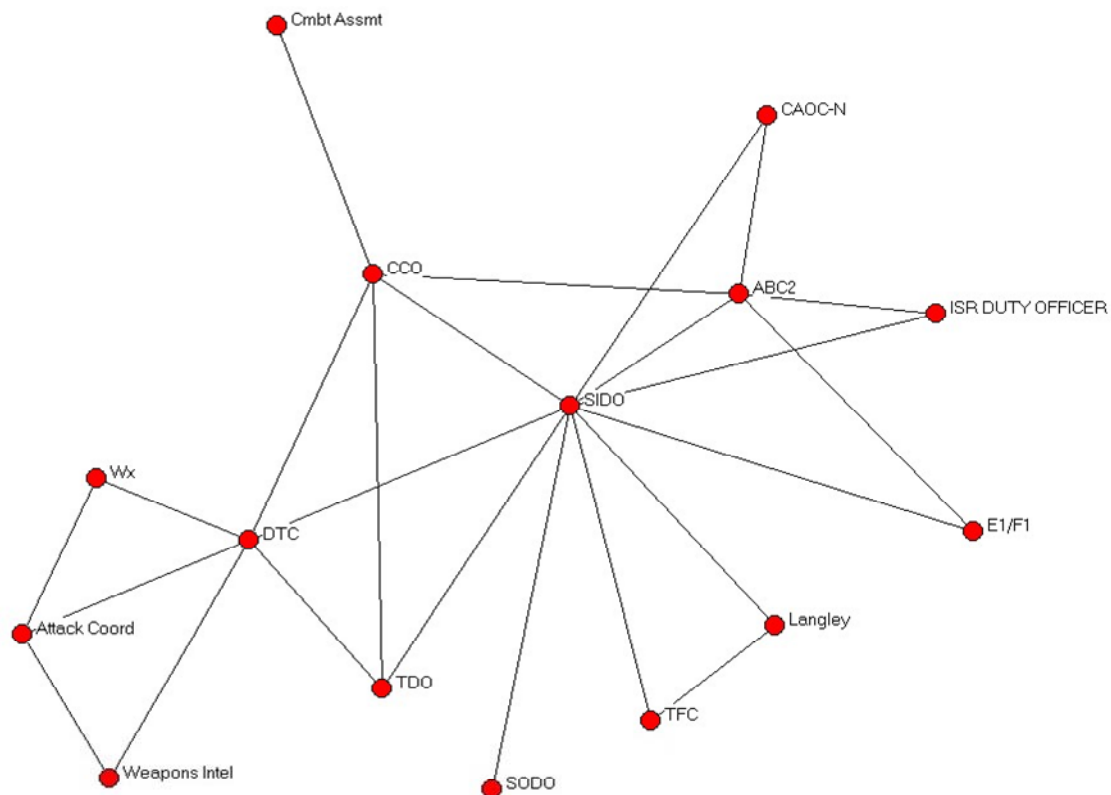 Cmbt Assmt
CAOC-N
CCO
ABC2
ISR DUTY OFFICER
SIDO
Wx
DTC
E1/F1
Attack Coord
Langley
TDO
TFC
Weapons Intel
SODO